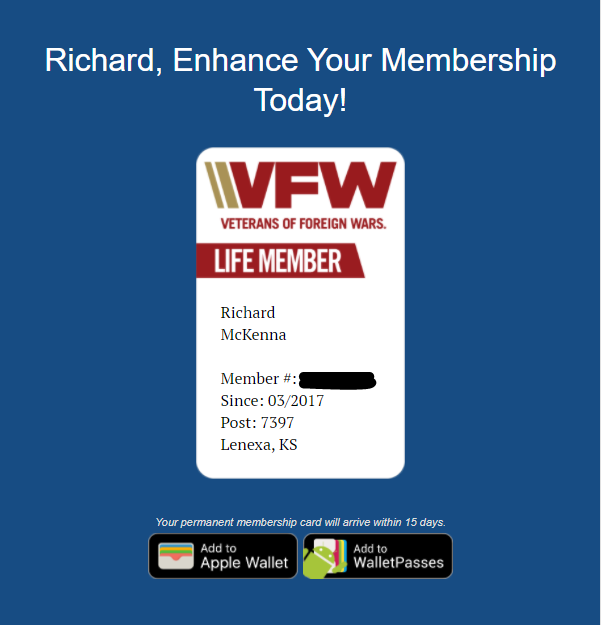 Richard, Enhance Your Membership
Today!
VFW
VETERANS OF FOREIGN WARS.
LIFE MEMBER
Richard
McKenna
Member #:
Since: 03/2017
Post: 7397
Lenexa, KS
Your permanent membership card will arrive within 15 days.
Add to
Apple Wallet
Add to
WalletPasses